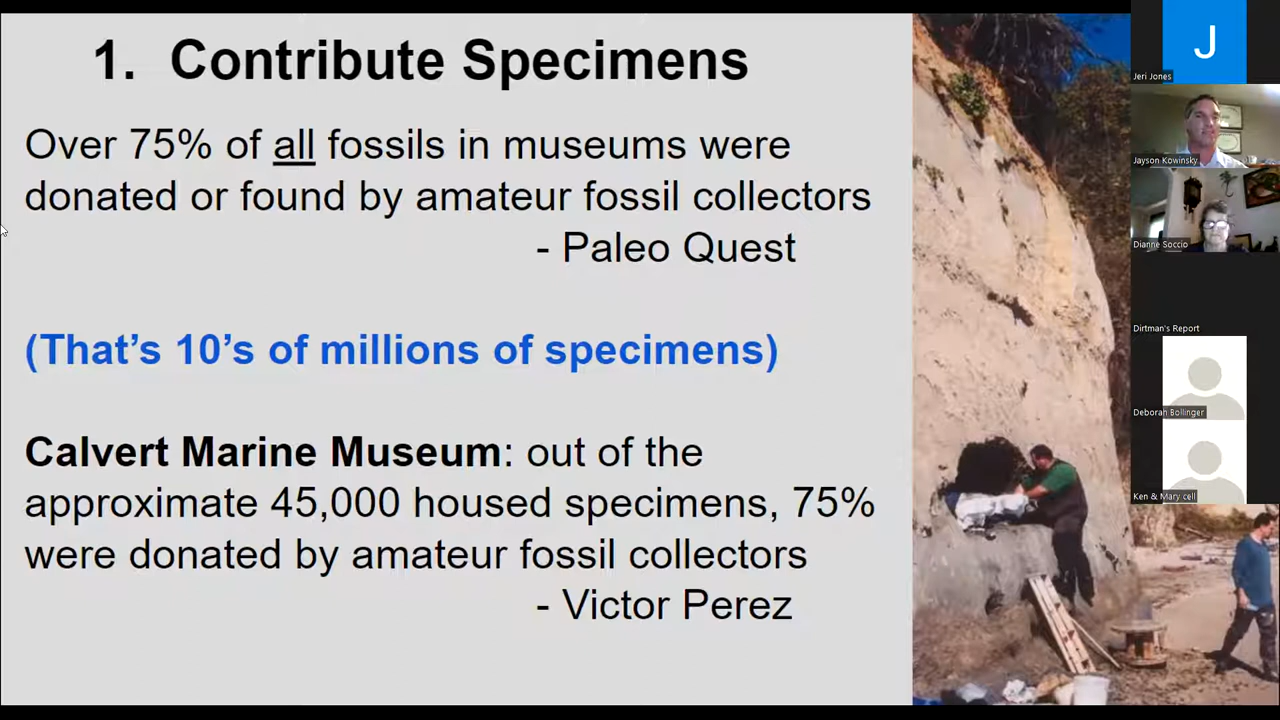 1. Contribute Specimens
Over 75% of all fossils in museums were
donated or found by amateur fossil collectors
- Paleo Quest
(That's 10's of millions of specimens)
Calvert Marine Museum: out of the
approximate 45,000 housed specimens, 75%
were donated by amateur fossil collectors
- Victor Perez
J
Jeri Jones
Jayson Kowinsky
Dianne Soccio
Dirtman's Report
Deborah Bollinger
Ken & Mary cell